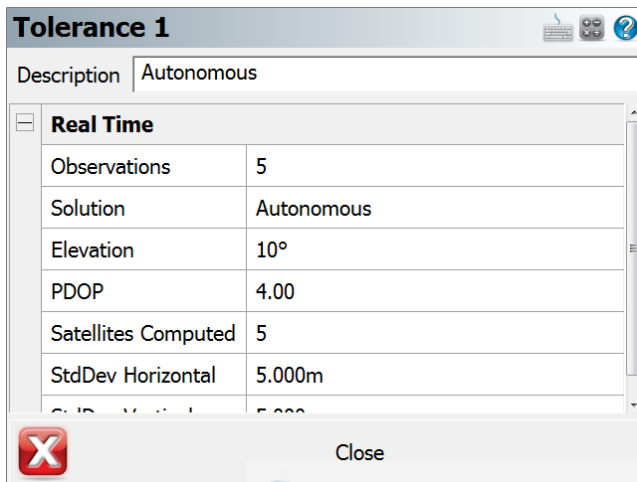 Tolerance 1
Description Autonomous
Real Time
Observations 5
Solution Autonomous
Elevation 10°
PDOP 4.00
Satellites Computed 5
StdDev Horizontal 5.000m
Close